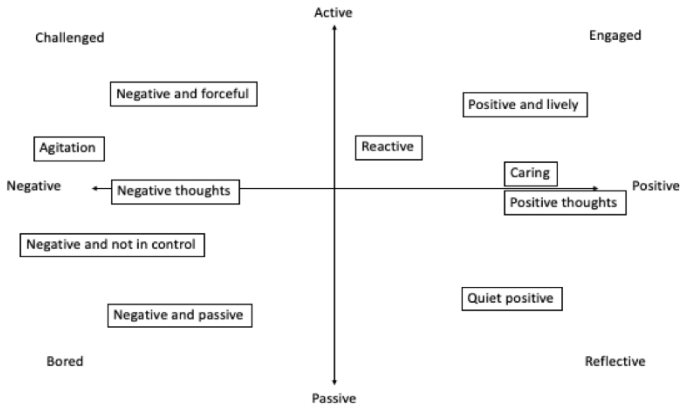 Active
Challenged
Engaged
Negative and forceful
Positive and lively
Agitation
Reactive
Caring
Negative
Negative thoughts
Positive
Positive thoughts
Negative and not in control
Quiet positive
Negative and passive
Bored
Reflective
Passive